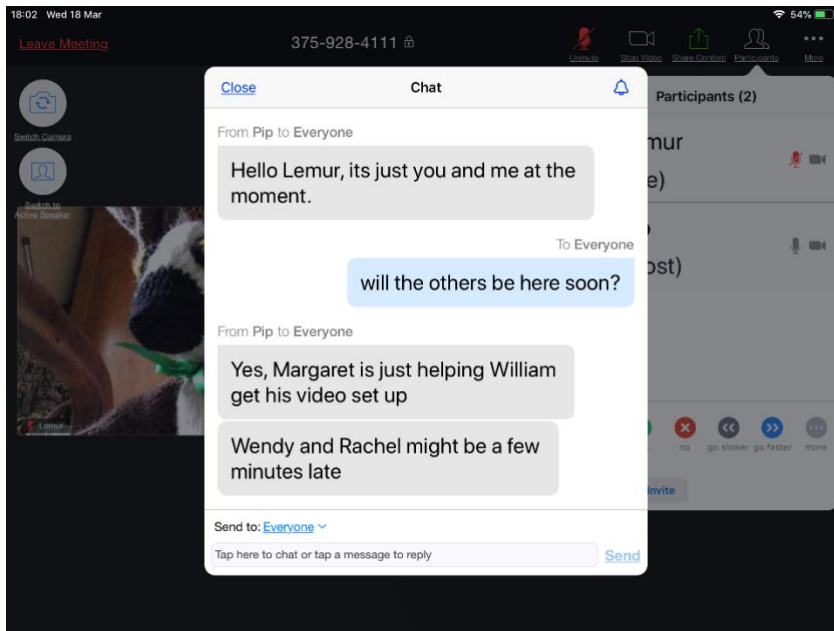 18:02 Wed 18 Mar
54%
Leave Meeting
375-928-4111
Unmute
Stop Video
Share Content
Participants
More
Switch Camera
Switch to
Active Speaker
Lemur
Close
Chat
From Pip to Everyone
Hello Lemur, its just you and me at the
moment.
To Everyone
will the others be here soon?
From Pip to Everyone
Yes, Margaret is just helping William
get his video set up
Wendy and Rachel might be a few
minutes late
Send to: Everyone
Tap here to chat or tap a message to reply
Send
Participants (2)
mur
e)
ost)
no
go slower
go faster
more
Invite